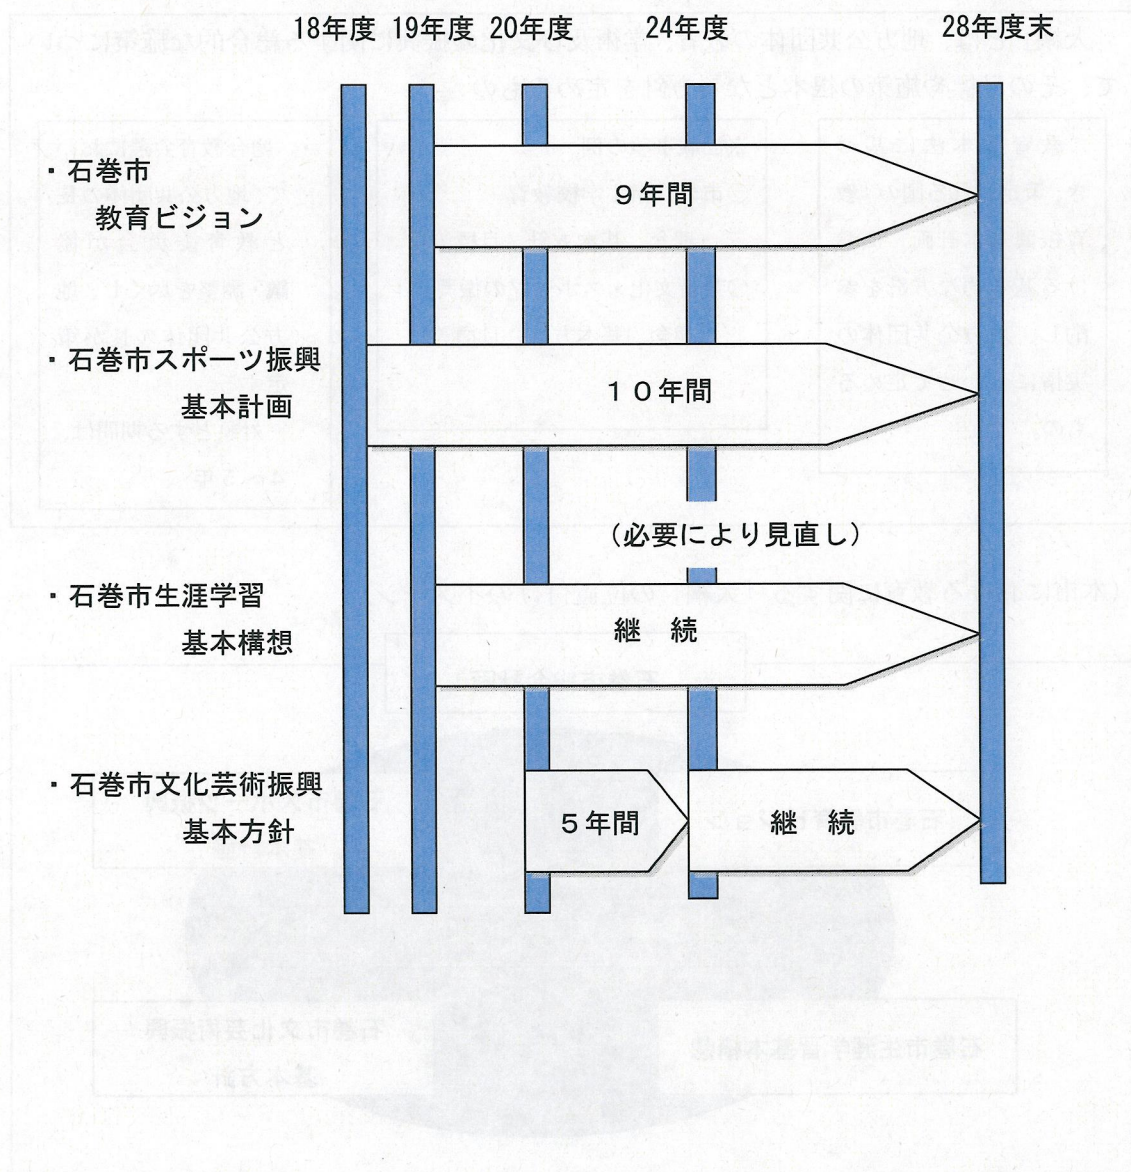 18年度 19年度 20年度 24年度 28年度末
・石巻市
教育ビジョン
９年間
・石巻市スポーツ振興
基本計画
１０年間
（必要により見直し）
・石巻市生涯学習
基本構想
継　続
・石巻市文化芸術振興
基本方針
５年間
継　続